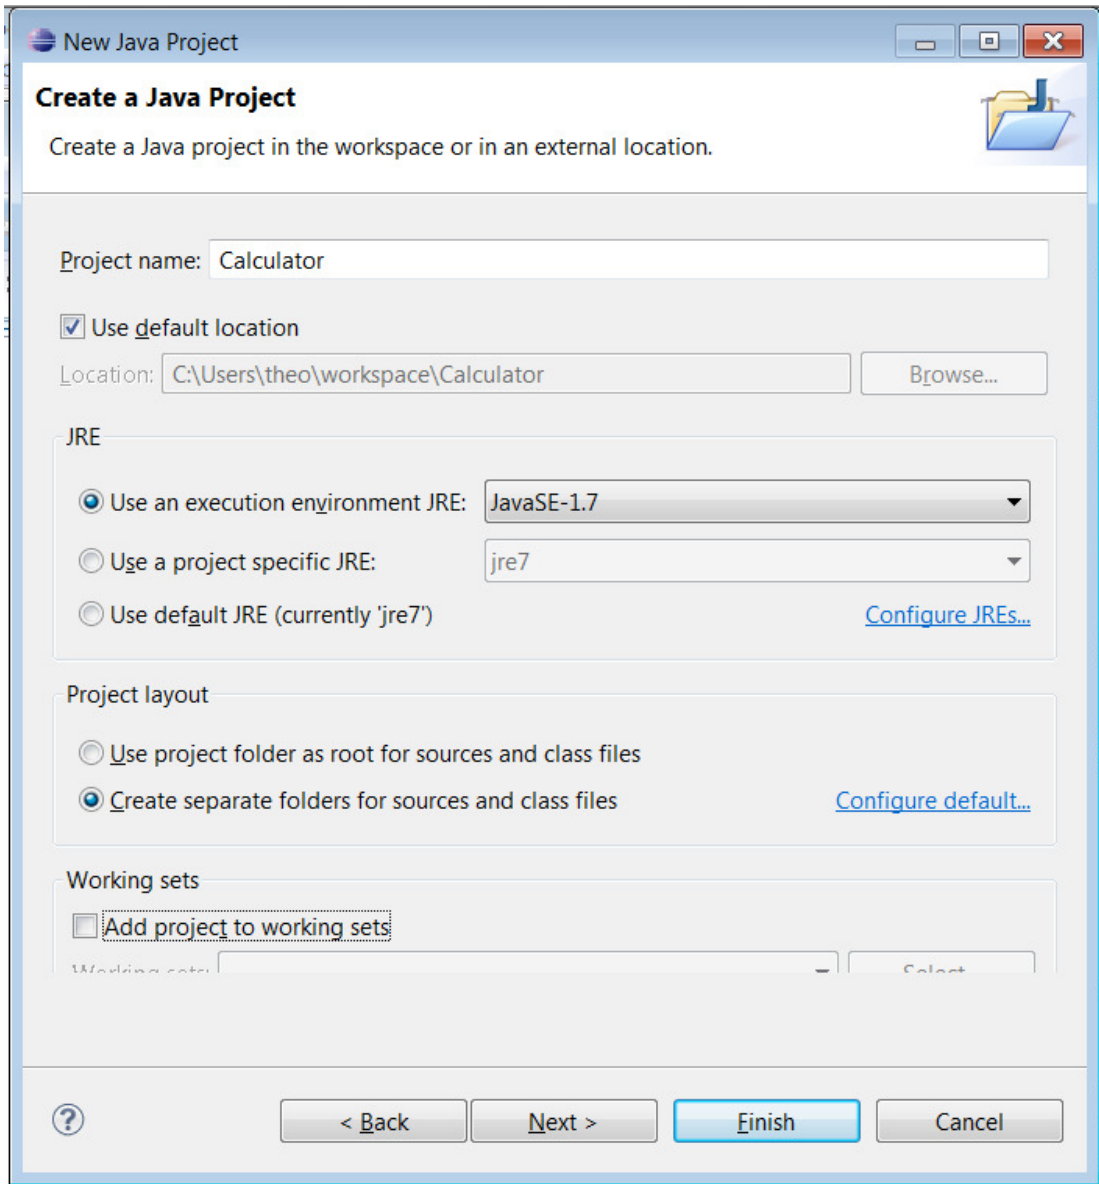 New Java Project
Create a Java Project
Create a Java project in the workspace or in an external location.
Project name: Calculator
Use default location
Location: C:\Users\theo\workspace\Calculator Browse...
JRE
Use an execution environment JRE: JavaSE-1.7
Use a project specific JRE: jre7
Use default JRE (currently 'jre7') Configure JREs...
Project layout
Use project folder as root for sources and class files
Create separate folders for sources and class files Configure default...
Working sets
Add project to working sets
Working sets: Select...
< Back Next > Finish Cancel